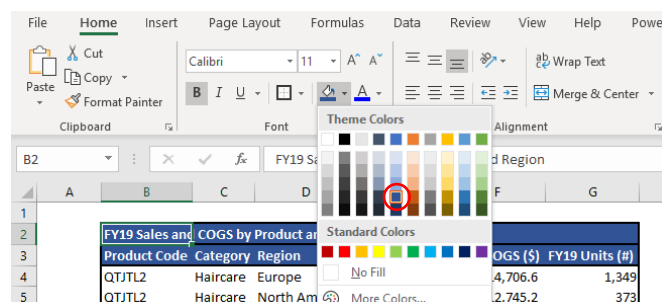 File Home Insert Page Layout Formulas Data Review View Help Powe
Cut
Copy
Format Painter
Paste
Calibri 11 A^ A˅
B I U A
ab c Wrap Text
Merge & Center
Clipboard Font Alignment
Theme Colors
B2 fx FY19 Sa d Region
A B C D F G
1
2 FY19 Sales and COGS by Product an
3 Product Code Category Region OGS ($) FY19 Units (#)
4 QTJTL2 Haircare Europe 4,706.6 1,349
5 QTJTL2 Haircare North Am 2,745.2 373
Standard Colors
No Fill
More Colors...